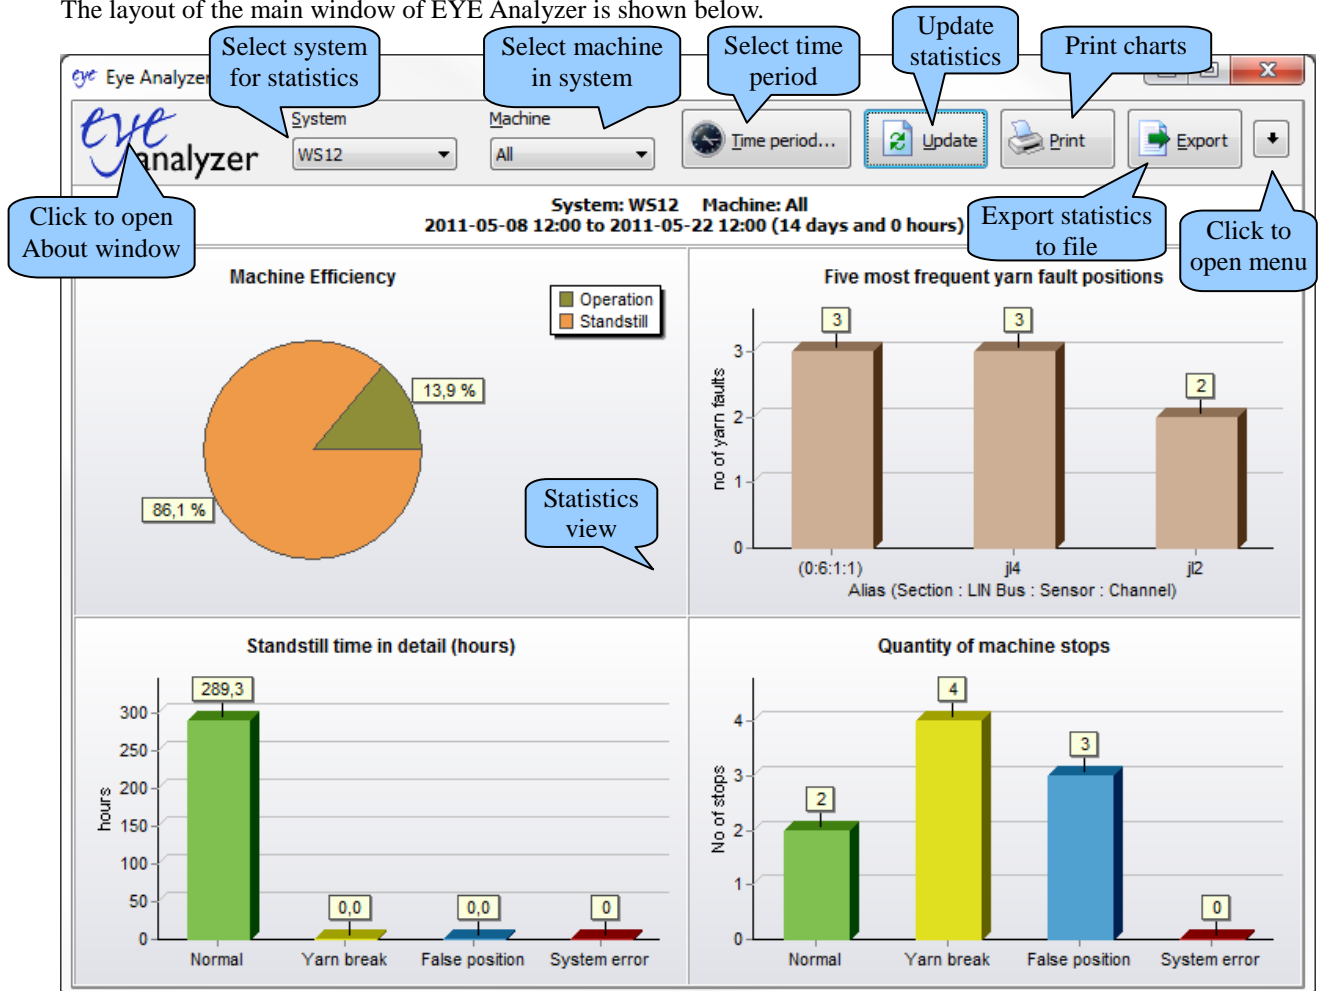 The layout of the main window of EYE Analyzer is shown below.
Select system
for statistics
Select machine
in system
Select time
period
Update
statistics
Print charts
eye Eye Analyzer
eye
analyzer
System
WS12
Machine
All
Time period...
Update
Print
Export
Click to open
About window
System: WS12 Machine: All
2011-05-08 12:00 to 2011-05-22 12:00 (14 days and 0 hours)
Export statistics
to file
Click to
open menu
Machine Efficiency
Operation
Standstill
13,9 %
86,1 %
Statistics
view
Five most frequent yarn fault positions
3
3
2
no of yarn faults
3
2
1
0
(0:6:1:1)
jl4
jl2
Alias (Section : LIN Bus : Sensor : Channel)
Standstill time in detail (hours)
289,3
0,0
0,0
0
hours
300
250
200
150
100
50
0
Normal
Yarn break
False position
System error
Quantity of machine stops
2
4
3
0
No of stops
4
3
2
1
0
Normal
Yarn break
False position
System error